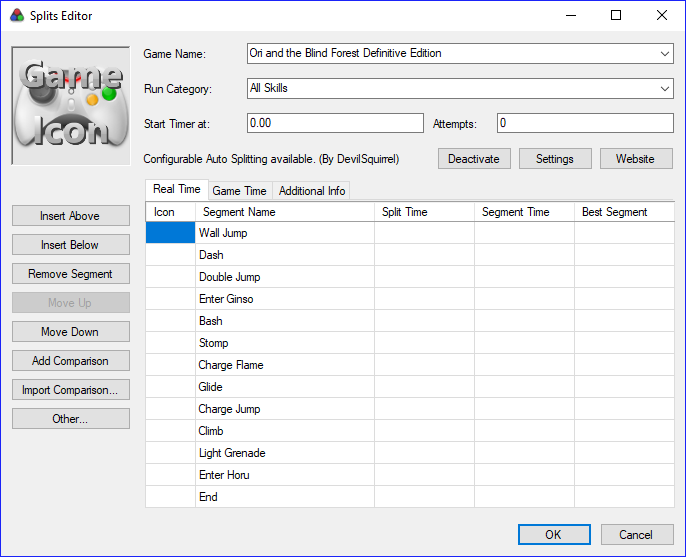 Splits Editor
Game Icon
Game Name: Ori and the Blind Forest Definitive Edition
Run Category: All Skills
Start Timer at: 0.00 Attempts: 0
Configurable Auto Splitting available. (By DevilSquirrel) Deactivate Settings Website
Real Time Game Time Additional Info
Icon Segment Name Split Time Segment Time Best Segment
Insert Above
Insert Below
Remove Segment
Move Up
Move Down
Add Comparison
Import Comparison...
Other...
Wall Jump
Dash
Double Jump
Enter Ginso
Bash
Stomp
Charge Flame
Glide
Charge Jump
Climb
Light Grenade
Enter Horu
End
OK Cancel